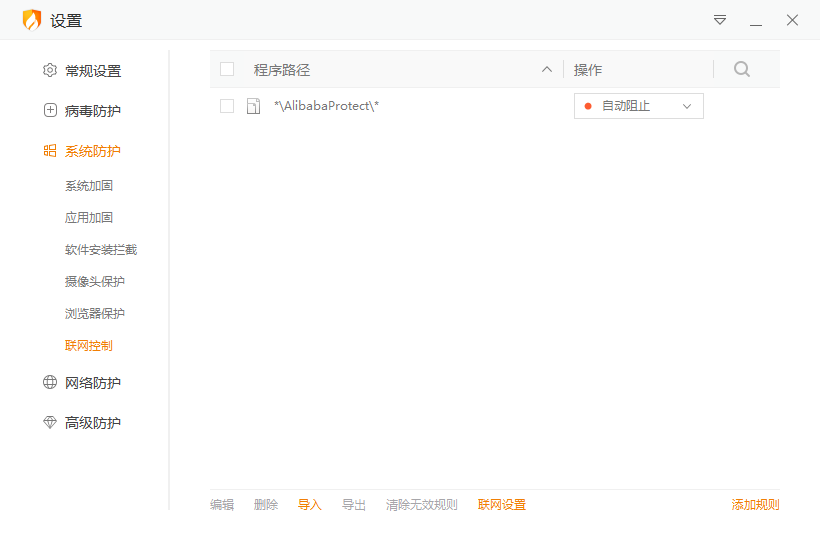 设置
常规设置
病毒防护
系统防护
系统加固
应用加固
软件安装拦截
摄像头保护
浏览器保护
联网控制
网络防护
高级防护
程序路径 操作
*\AlibabaProtect\* 自动阻止
编辑 删除 导入 导出 清除无效规则 联网设置 添加规则